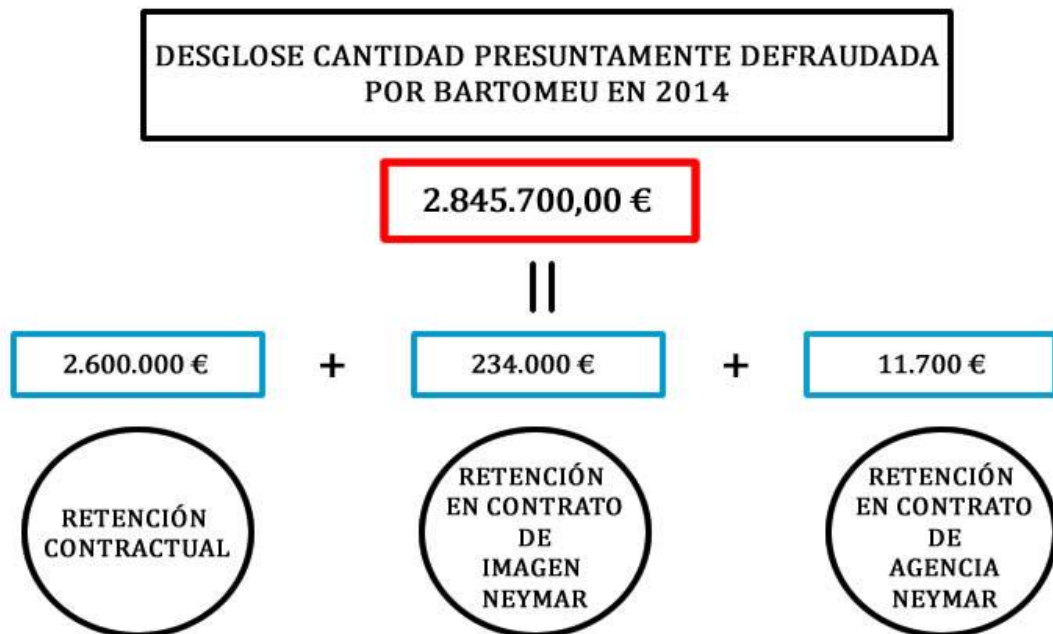 DESGLOSE CANTIDAD PRESUNTAMENTE DEFRAUDADA
POR BARTOMEU EN 2014
2.845.700,00 €
||
2.600.000 € + 234.000 € + 11.700 €
RETENCIÓN
CONTRACTUAL
RETENCIÓN
EN CONTRATO
DE
IMAGEN
NEYMAR
RETENCIÓN
EN CONTRATO
DE
AGENCIA
NEYMAR